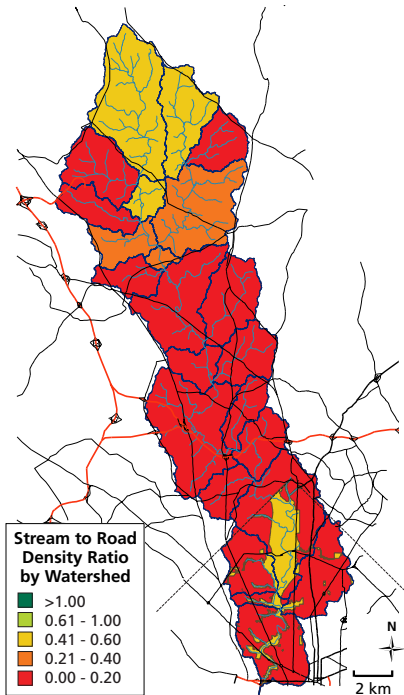 Stream to Road
Density Ratio
by Watershed
>1.00
0.61 - 1.00
0.41 - 0.60
0.21 - 0.40
0.00 - 0.20
N
2 km